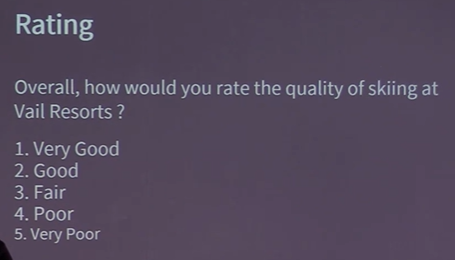 Rating
Overall, how would you rate the quality of skiing at
Vail Resorts ?
1. Very Good
2. Good
3. Fair
4. Poor
5. Very Poor